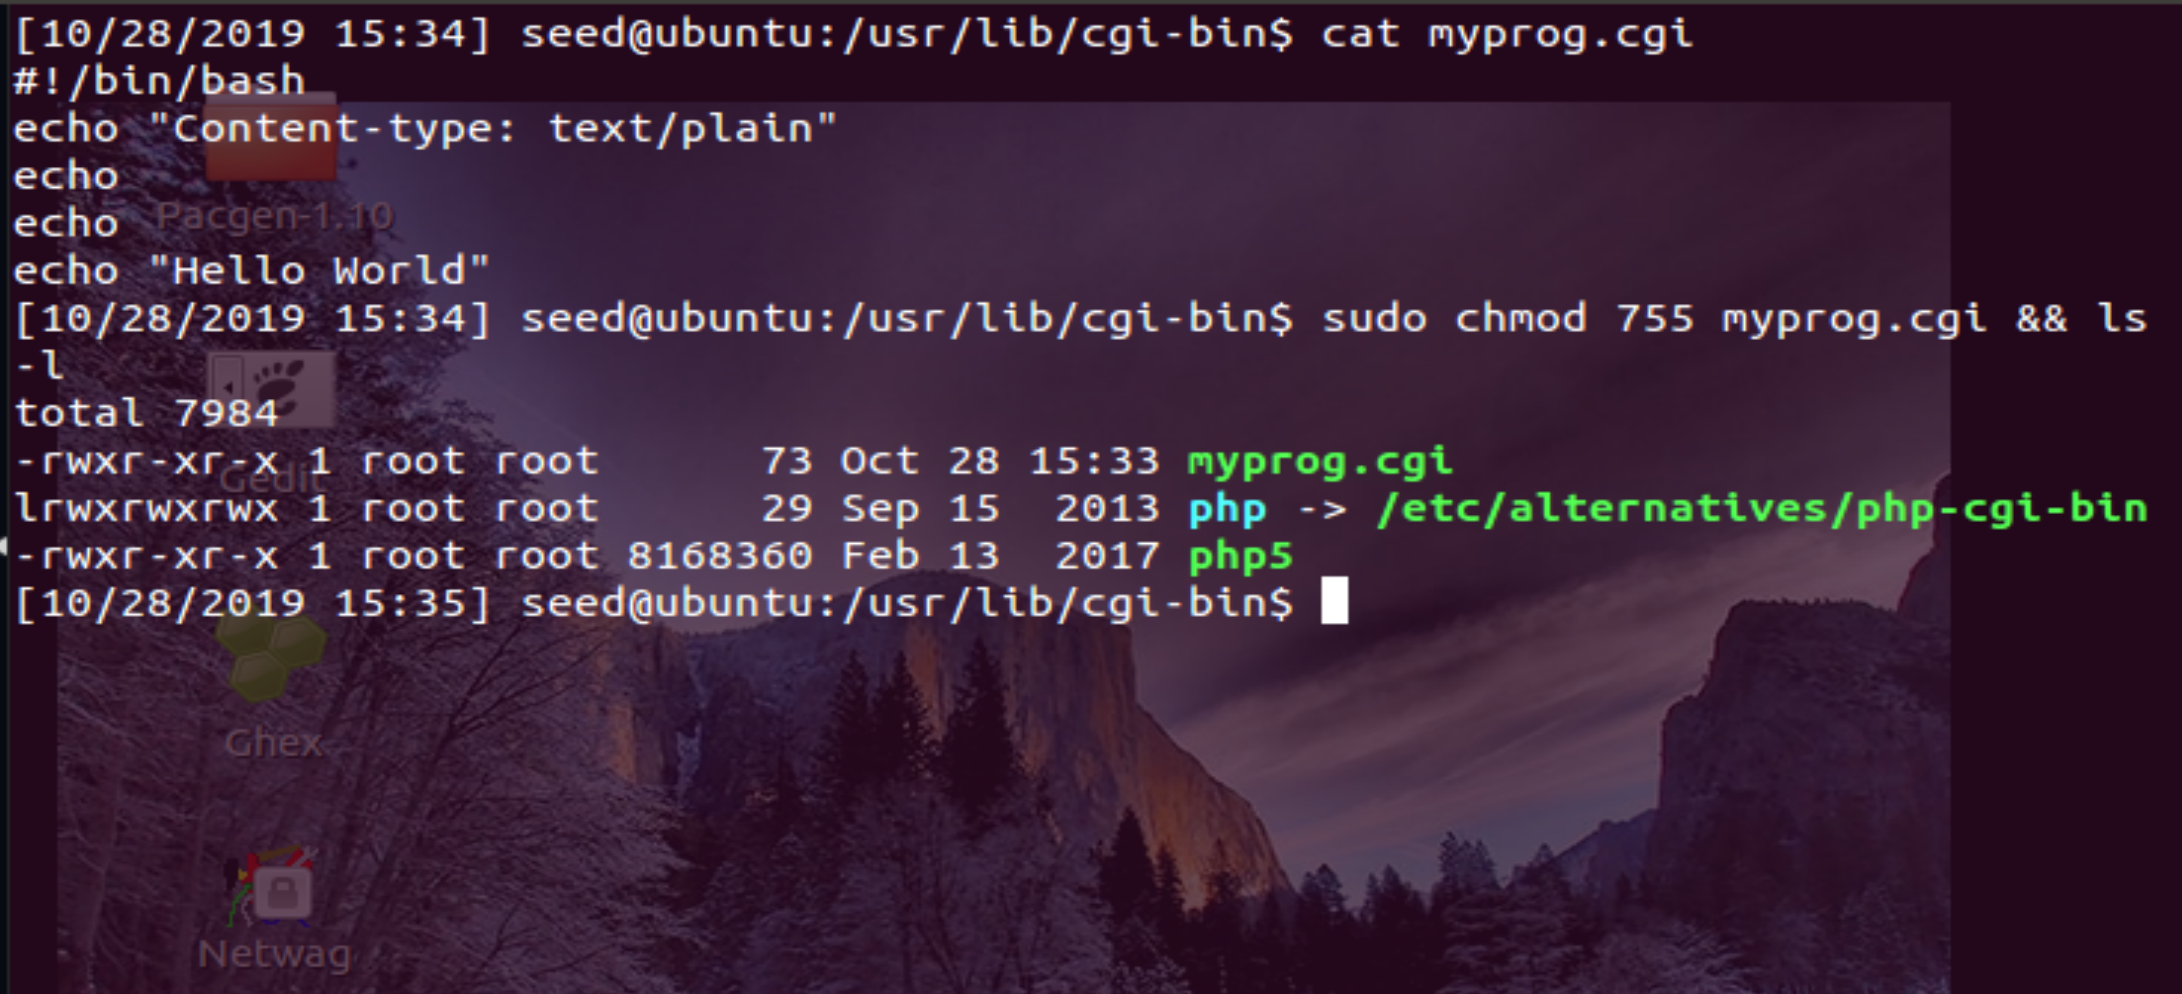 [10/28/2019 15:34] seed@ubuntu:/usr/lib/cgi-bin$ cat myprog.cgi
#!/bin/bash
echo "Content-type: text/plain"
echo
echo
echo "Hello World"
[10/28/2019 15:34] seed@ubuntu:/usr/lib/cgi-bin$ sudo chmod 755 myprog.cgi && ls
-l
total 7984
-rwxr-xr-x 1 root root      73 Oct 28 15:33 myprog.cgi
lrwxrwxrwx 1 root root      29 Sep 15  2013 php -> /etc/alternatives/php-cgi-bin
-rwxr-xr-x 1 root root 8168360 Feb 13  2017 php5
[10/28/2019 15:35] seed@ubuntu:/usr/lib/cgi-bin$
Pacgen-1.10
Gedit
Ghex
Netwag